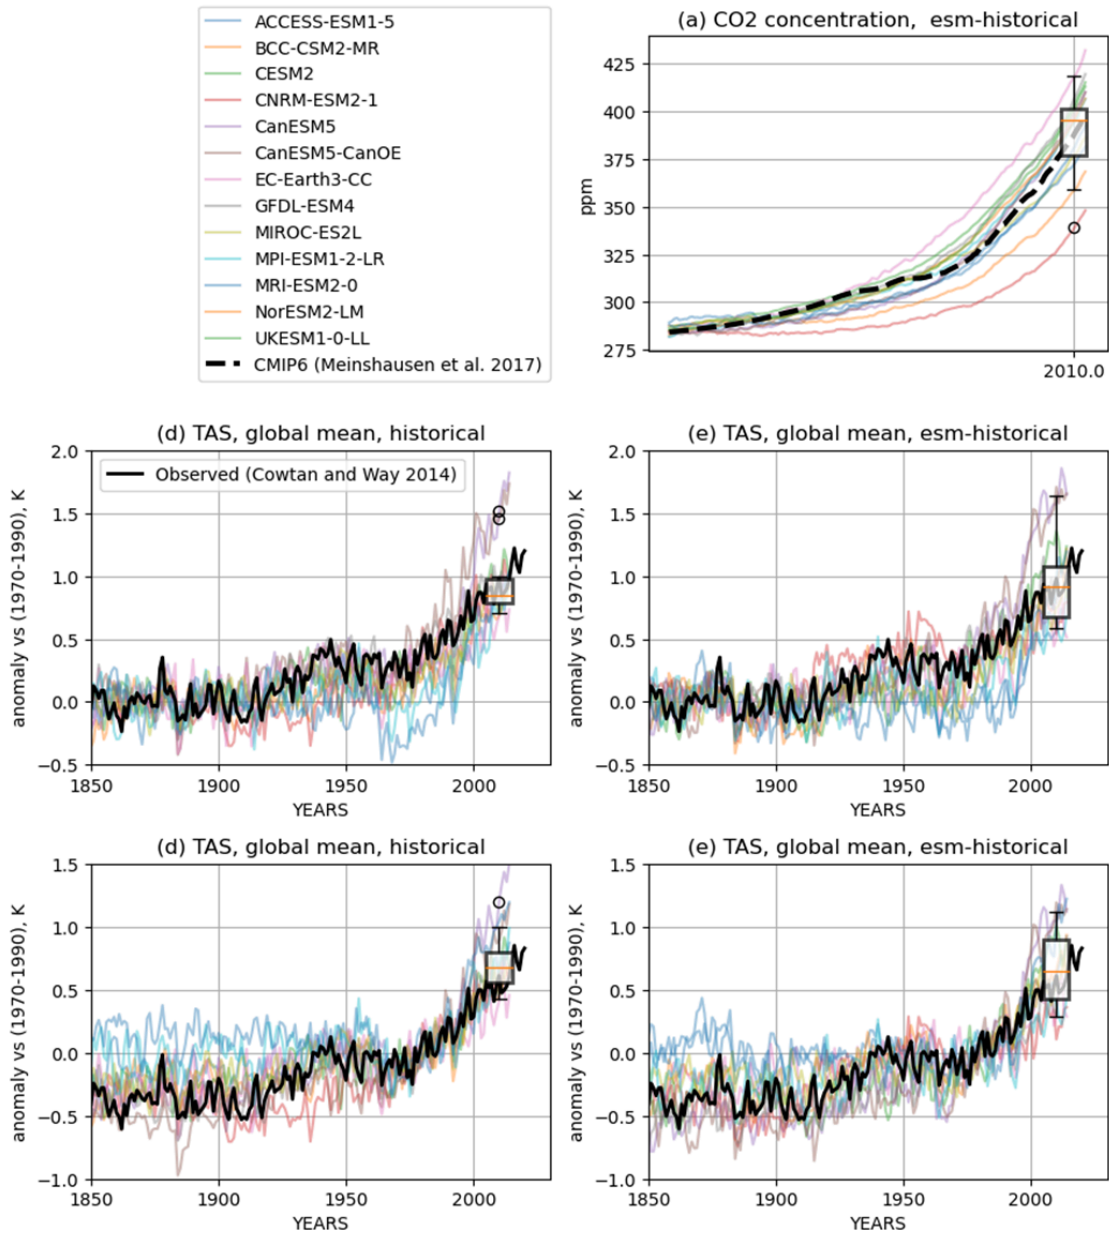 ACCESS-ESM1-5
BCC-CSM2-MR
CESM2
CNRM-ESM2-1
CanESM5
CanESM5-CanOE
EC-Earth3-CC
GFDL-ESM4
MIROC-ES2L
MPI-ESM1-2-LR
MRI-ESM2-0
NorESM2-LM
UKESM1-0-LL
CMIP6 (Meinshausen et al. 2017)
(a) CO2 concentration,  esm-historical
ppm
425
400
375
350
325
300
275
2010.0
(d) TAS, global mean, historical
Observed (Cowtan and Way 2014)
anomaly vs (1970-1990), K
2.0
1.5
1.0
0.5
0.0
−0.5
1850 1900 1950 2000
YEARS
(e) TAS, global mean, esm-historical
anomaly vs (1970-1990), K
2.0
1.5
1.0
0.5
0.0
−0.5
1850 1900 1950 2000
YEARS
(d) TAS, global mean, historical
anomaly vs (1970-1990), K
1.5
1.0
0.5
0.0
−0.5
−1.0
1850 1900 1950 2000
YEARS
(e) TAS, global mean, esm-historical
anomaly vs (1970-1990), K
1.5
1.0
0.5
0.0
−0.5
−1.0
1850 1900 1950 2000
YEARS